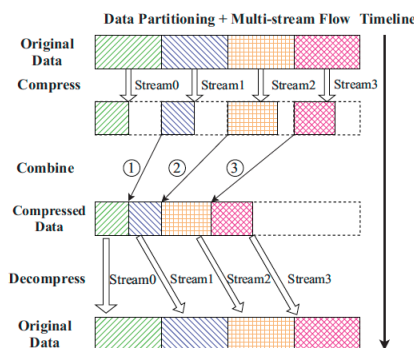 Data Partitioning + Multi-stream Flow Timeline
Original
Data
Compress
Stream0 Stream1 Stream2 Stream3
Combine
① ② ③
Compressed
Data
Decompress
Stream0 Stream1 Stream2 Stream3
Original
Data